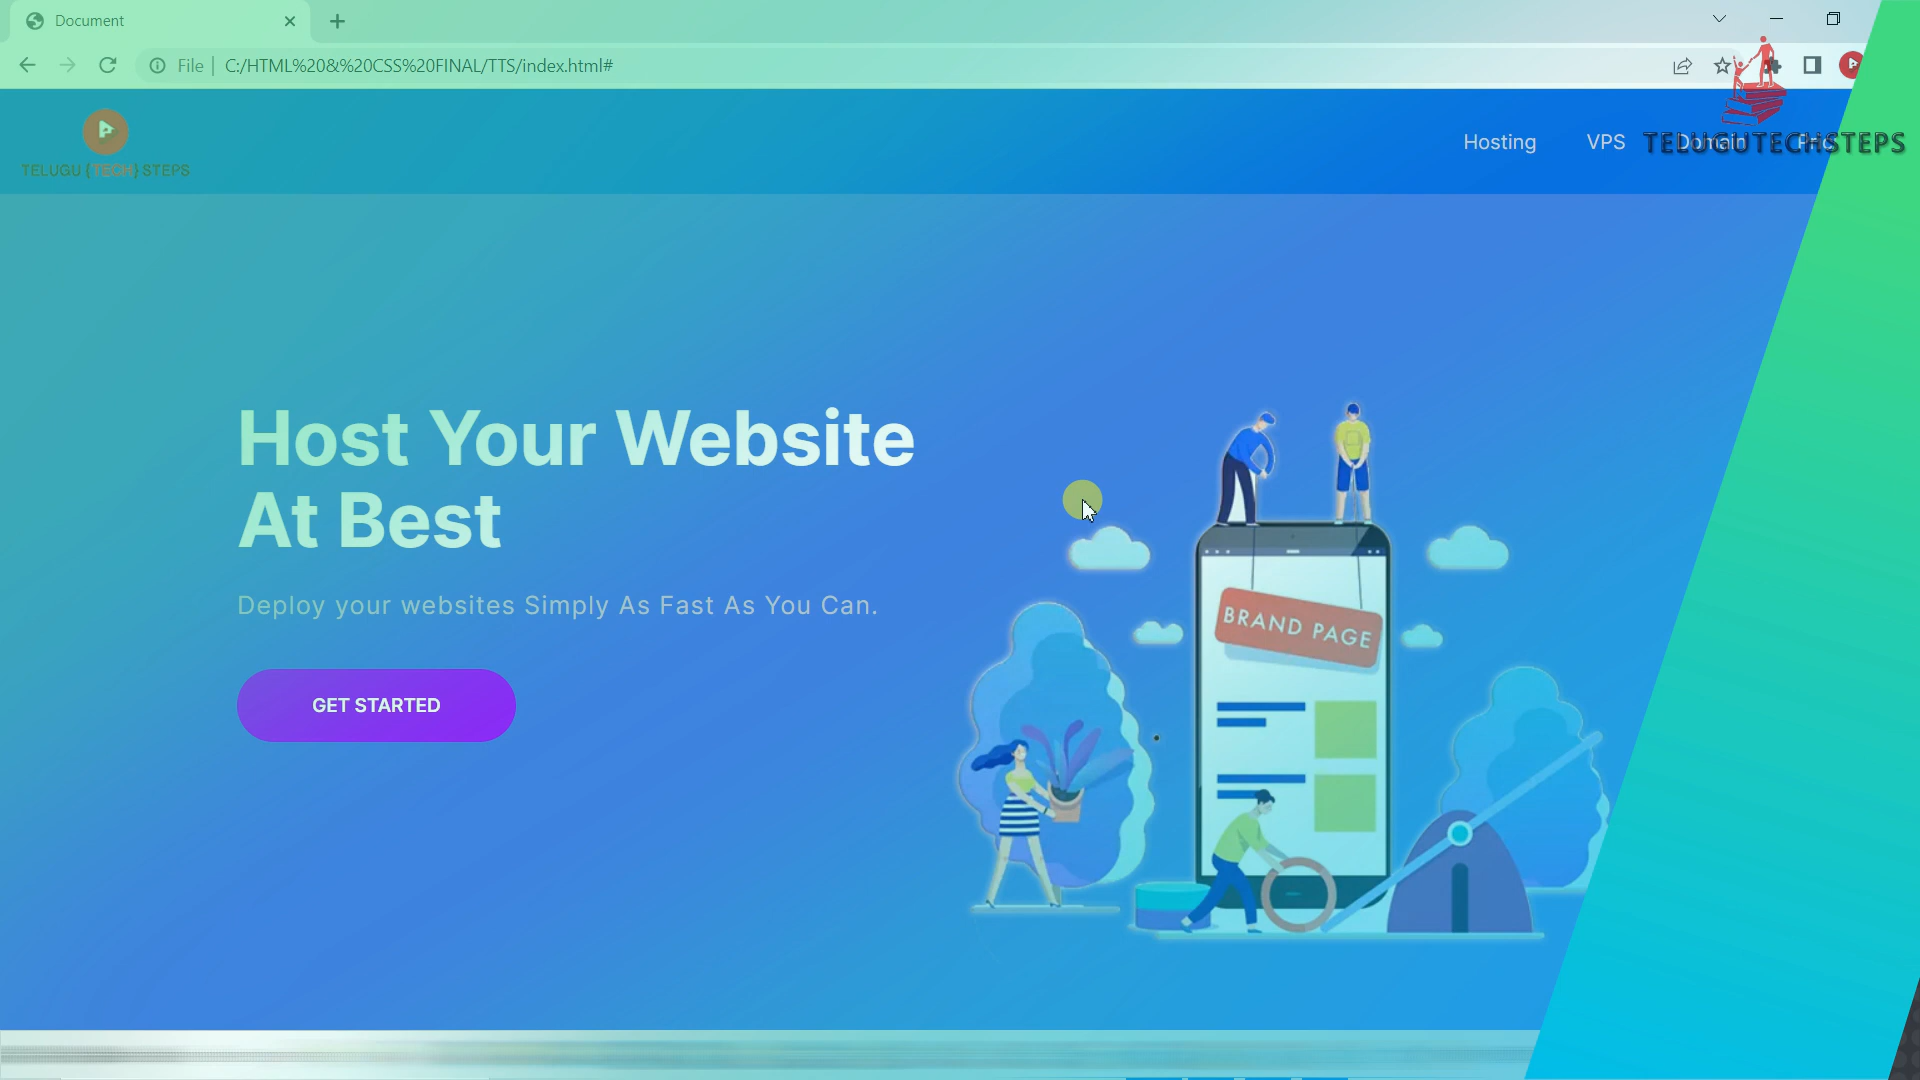 Document
File
C:/HTML%20&%20CSS%20FINAL/TTS/index.html#
TELUGU {TECH} STEPS
Hosting
VPS
Domain
TELUGUTECHSTEPS
Host Your Website
At Best
Deploy your websites Simply As Fast As You Can.
GET STARTED
BRAND PAGE